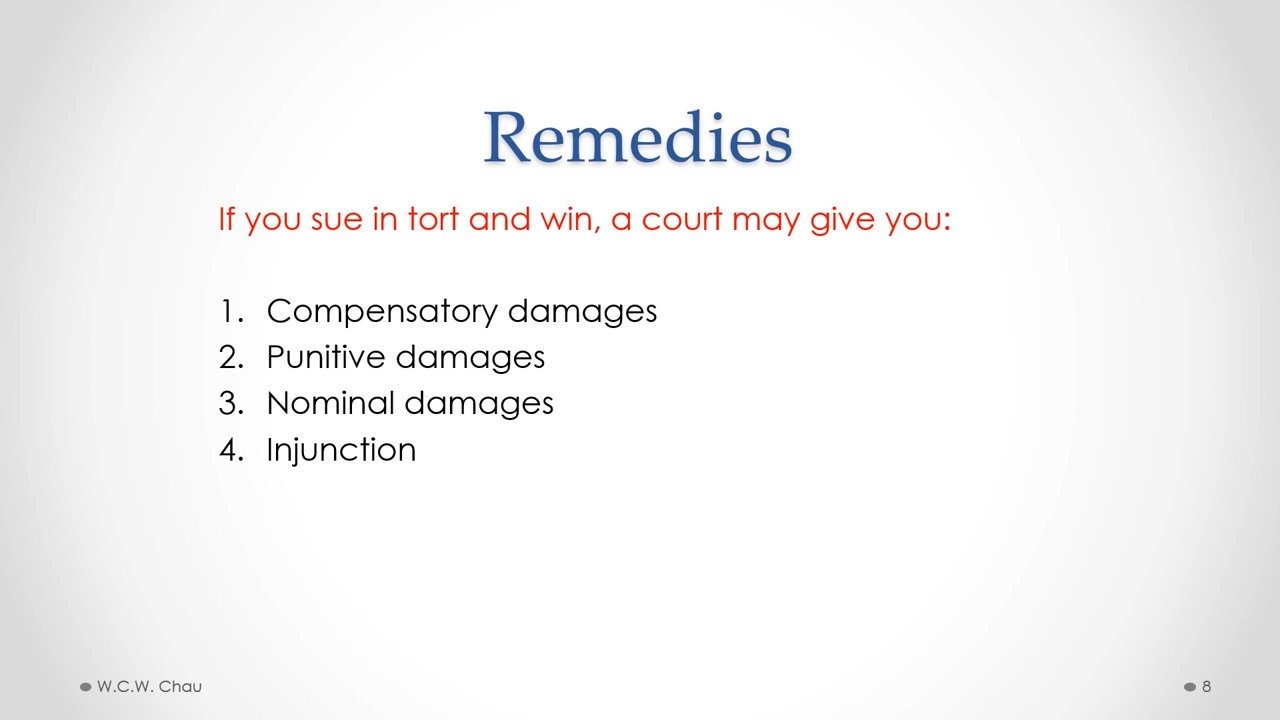 Remedies
If you sue in tort and win, a court may give you:
1. Compensatory damages
2. Punitive damages
3. Nominal damages
4. Injunction
W.C.W. Chau
8